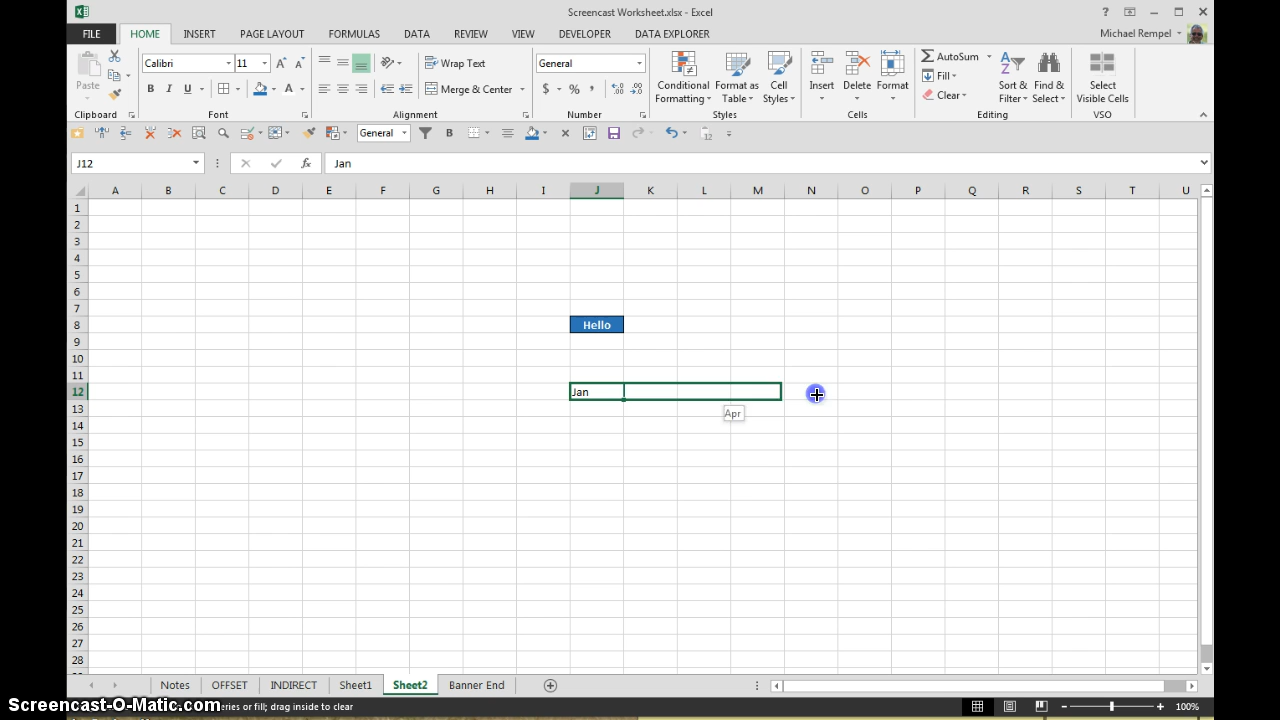 Screencast Worksheet.xlsx - Excel
FILE HOME INSERT PAGE LAYOUT FORMULAS DATA REVIEW VIEW DEVELOPER DATA EXPLORER Michael Rempel
Calibri 11 Wrap Text General AutoSum
Paste Conditional Format as Cell Insert Delete Format Fill Sort & Find & Select
B I U Merge & Center $ % , Formatting Table Styles Clear Filter Select Visible Cells
Clipboard Font Alignment Number Styles Cells Editing VSO
General B 12
J12 fx Jan
A B C D E F G H I J K L M N O P Q R S T U
1
2
3
4
5
6
7
8 Hello
9
10
11
12 Jan
13 Apr
14
15
16
17
18
19
20
21
22
23
24
25
26
27
28
Notes OFFSET INDIRECT Sheet1 Sheet2 Banner End
Screencast-O-Matic.com eries or fill; drag inside to clear 100%